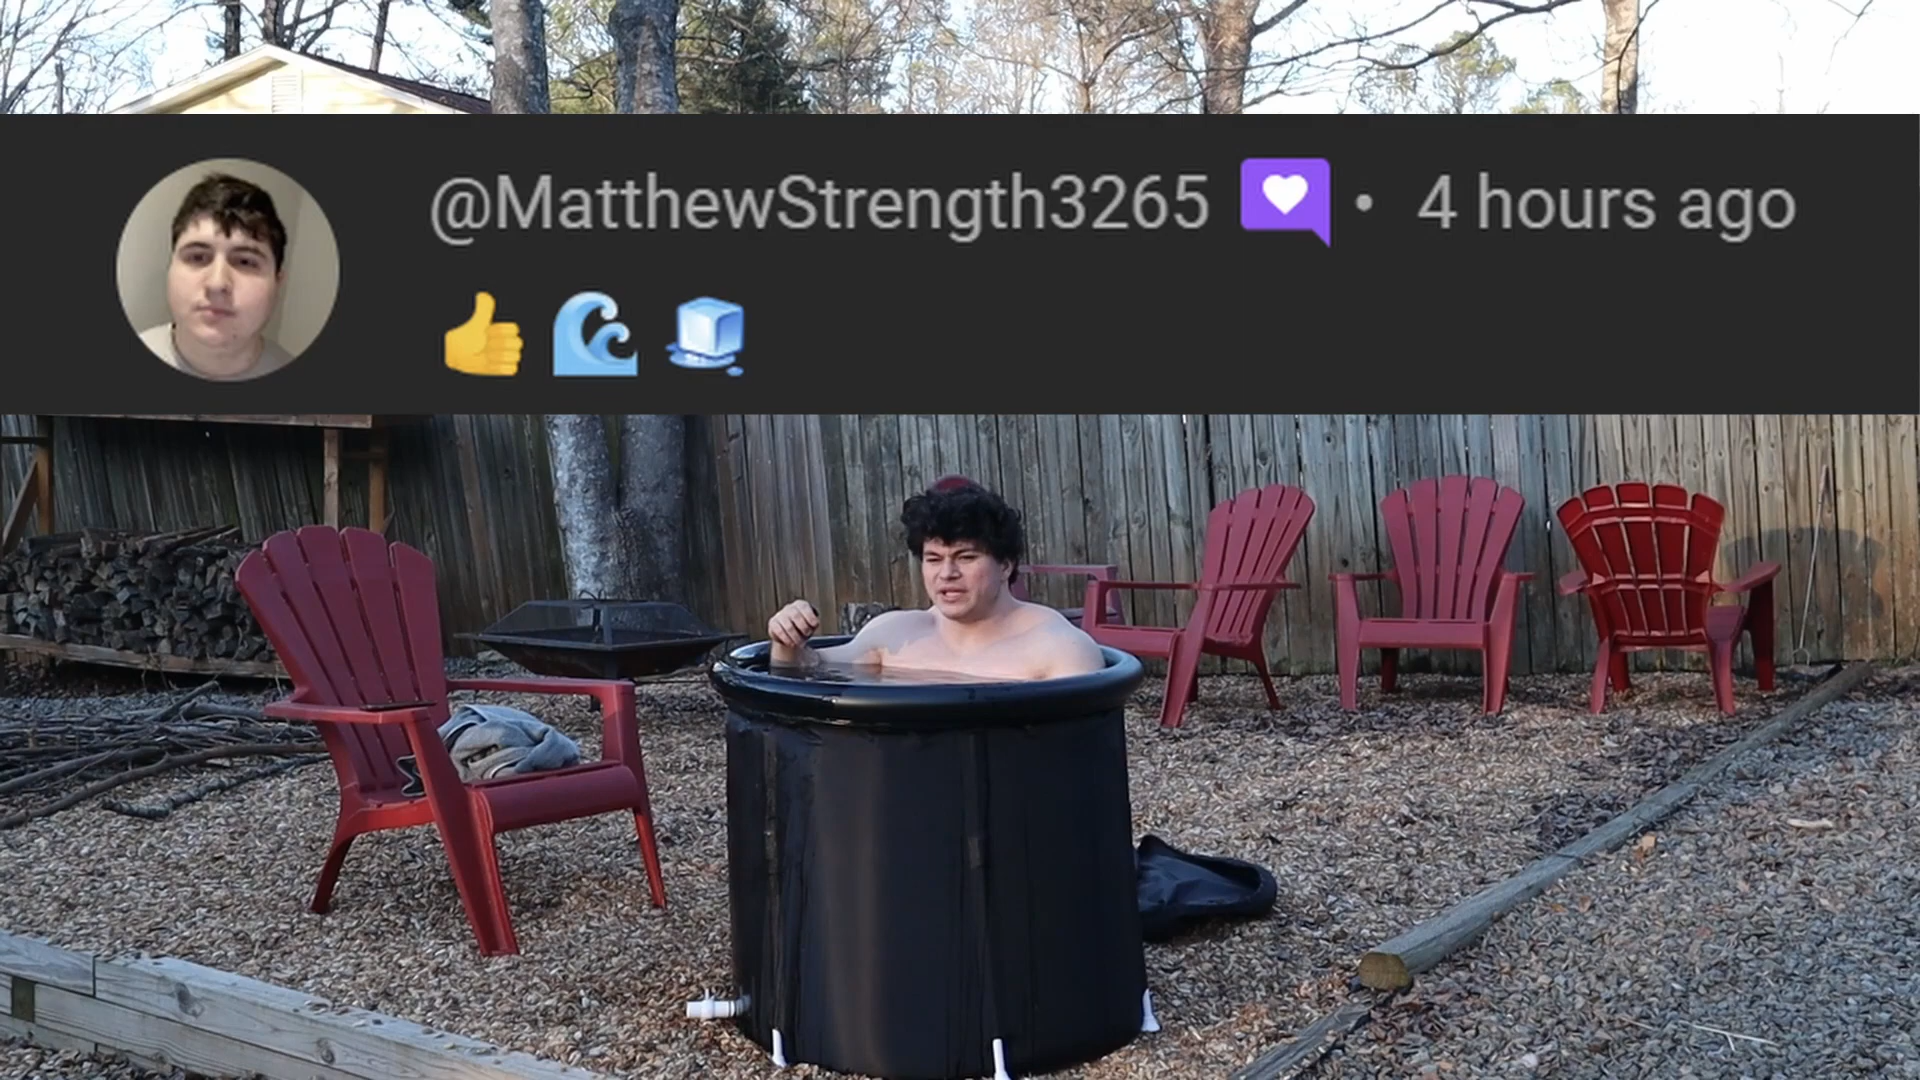 @MatthewStrength3265 • 4 hours ago
👍 🌊 🧊